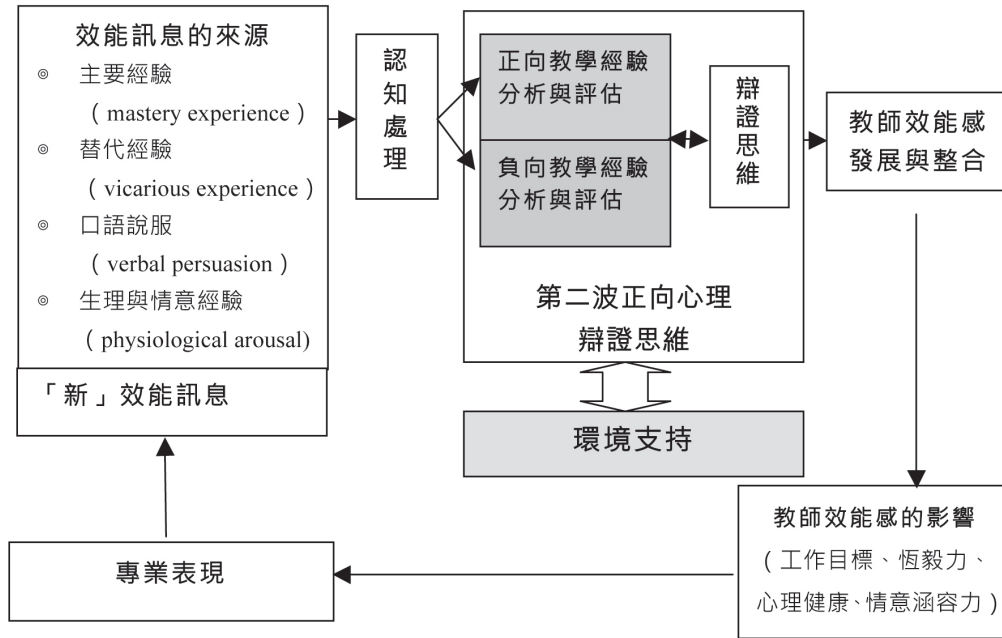 效能訊息的來源
◎ 主要經驗
（mastery experience）
◎ 替代經驗
（vicarious experience）
◎ 口語說服
（verbal persuasion）
◎ 生理與情意經驗
（physiological arousal)
「新」效能訊息
認
知
處
理
正向教學經驗
分析與評估
負向教學經驗
分析與評估
辯
證
思
維
第二波正向心理
辯證思維
環境支持
教師效能感
發展與整合
教師效能感的影響
（工作目標、恆毅力、
心理健康、情意涵容力）
專業表現